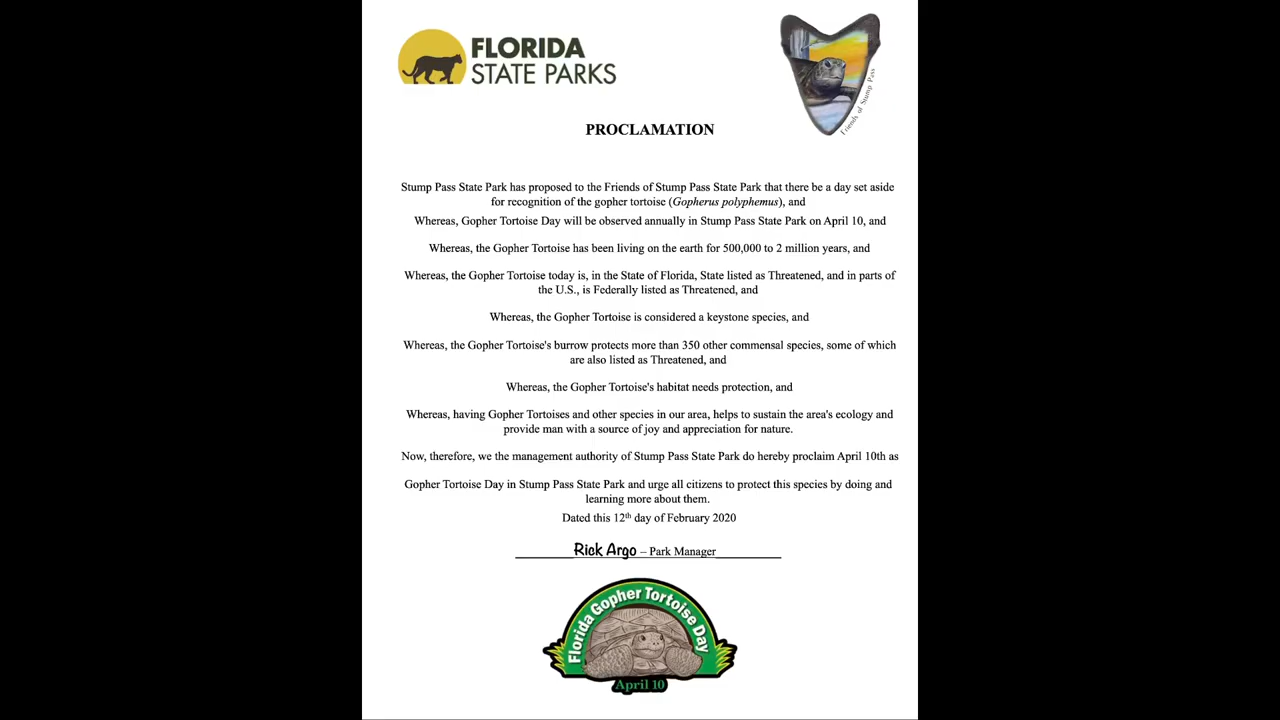 FLORIDA
STATE PARKS
Friends of Stump Pass
PROCLAMATION
Stump Pass State Park has proposed to the Friends of Stump Pass State Park that there be a day set aside
for recognition of the gopher tortoise (Gopherus polyphemus), and
Whereas, Gopher Tortoise Day will be observed annually in Stump Pass State Park on April 10, and
Whereas, the Gopher Tortoise has been living on the earth for 500,000 to 2 million years, and
Whereas, the Gopher Tortoise today is, in the State of Florida, State listed as Threatened, and in parts of
the U.S., is Federally listed as Threatened, and
Whereas, the Gopher Tortoise is considered a keystone species, and
Whereas, the Gopher Tortoise's burrow protects more than 350 other commensal species, some of which
are also listed as Threatened, and
Whereas, the Gopher Tortoise's habitat needs protection, and
Whereas, having Gopher Tortoises and other species in our area, helps to sustain the area's ecology and
provide man with a source of joy and appreciation for nature.
Now, therefore, we the management authority of Stump Pass State Park do hereby proclaim April 10th as
Gopher Tortoise Day in Stump Pass State Park and urge all citizens to protect this species by doing and
learning more about them.
Dated this 12th day of February 2020
Rick Argo – Park Manager
Florida Gopher Tortoise Day
April 10